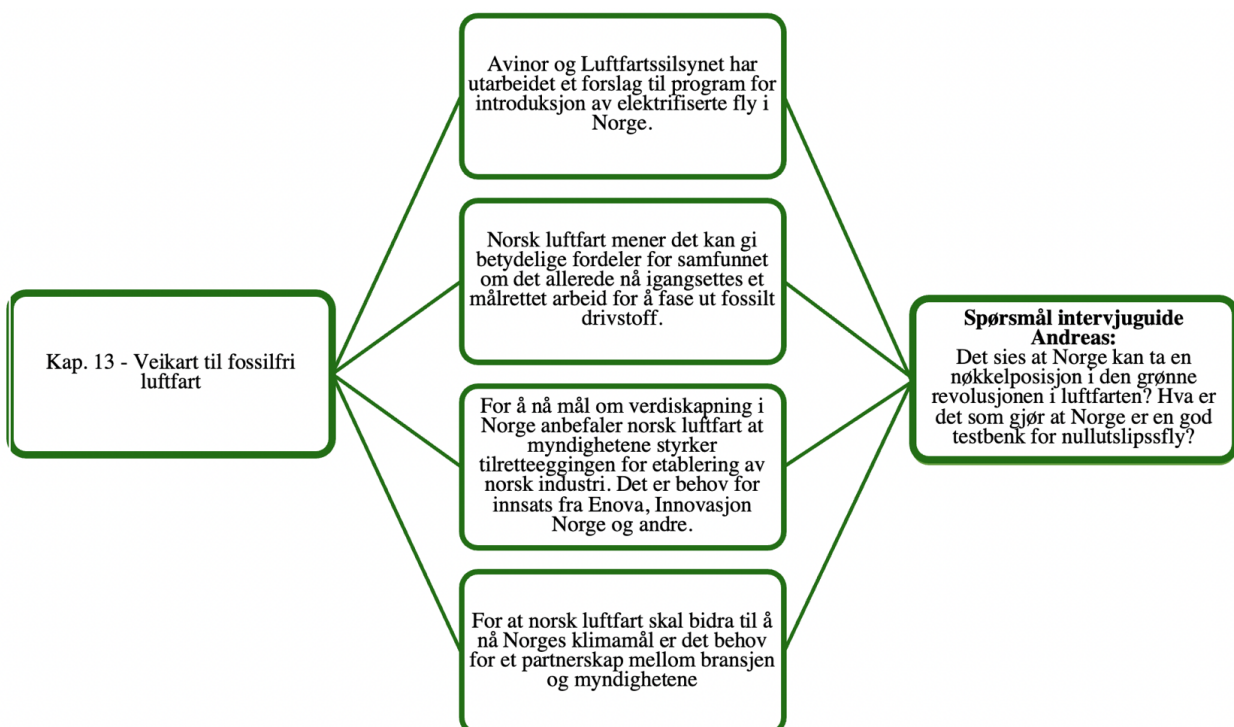 Kap. 13 - Veikart til fossilfri
luftfart
Avinor og Luftfartssilsynet har
utarbeidet et forslag til program for
introduksjon av elektrifiserte fly i
Norge.
Norsk luftfart mener det kan gi
betydelige fordeler for samfunnet
om det allerede nå igangsettes et
målrettet arbeid for å fase ut fossilt
drivstoff.
For å nå mål om verdiskapning i
Norge anbefaler norsk luftfart at
myndighetene styrker
tilretteeggingen for etablering av
norsk industri. Det er behov for
innsats fra Enova, Innovasjon
Norge og andre.
For at norsk luftfart skal bidra til å
nå Norges klimamål er det behov
for et partnerskap mellom bransjen
og myndighetene
Spørsmål intervjuguide
Andreas:
Det sies at Norge kan ta en
nøkkelposisjon i den grønne
revolusjonen i luftfarten? Hva er
det som gjør at Norge er en god
testbenk for nullutslipssfly?